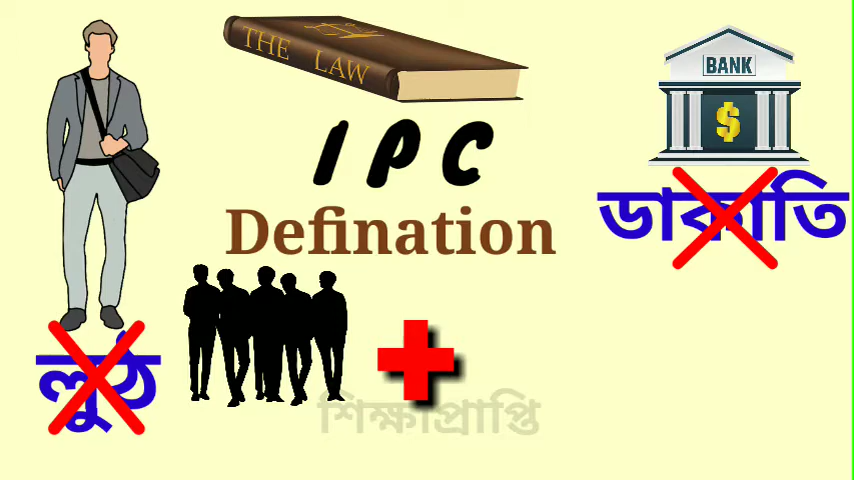 THE LAW
BANK
$
IPC
ডাকাতি
Defination
লুঠ
শিক্ষাপ্রাপ্তি